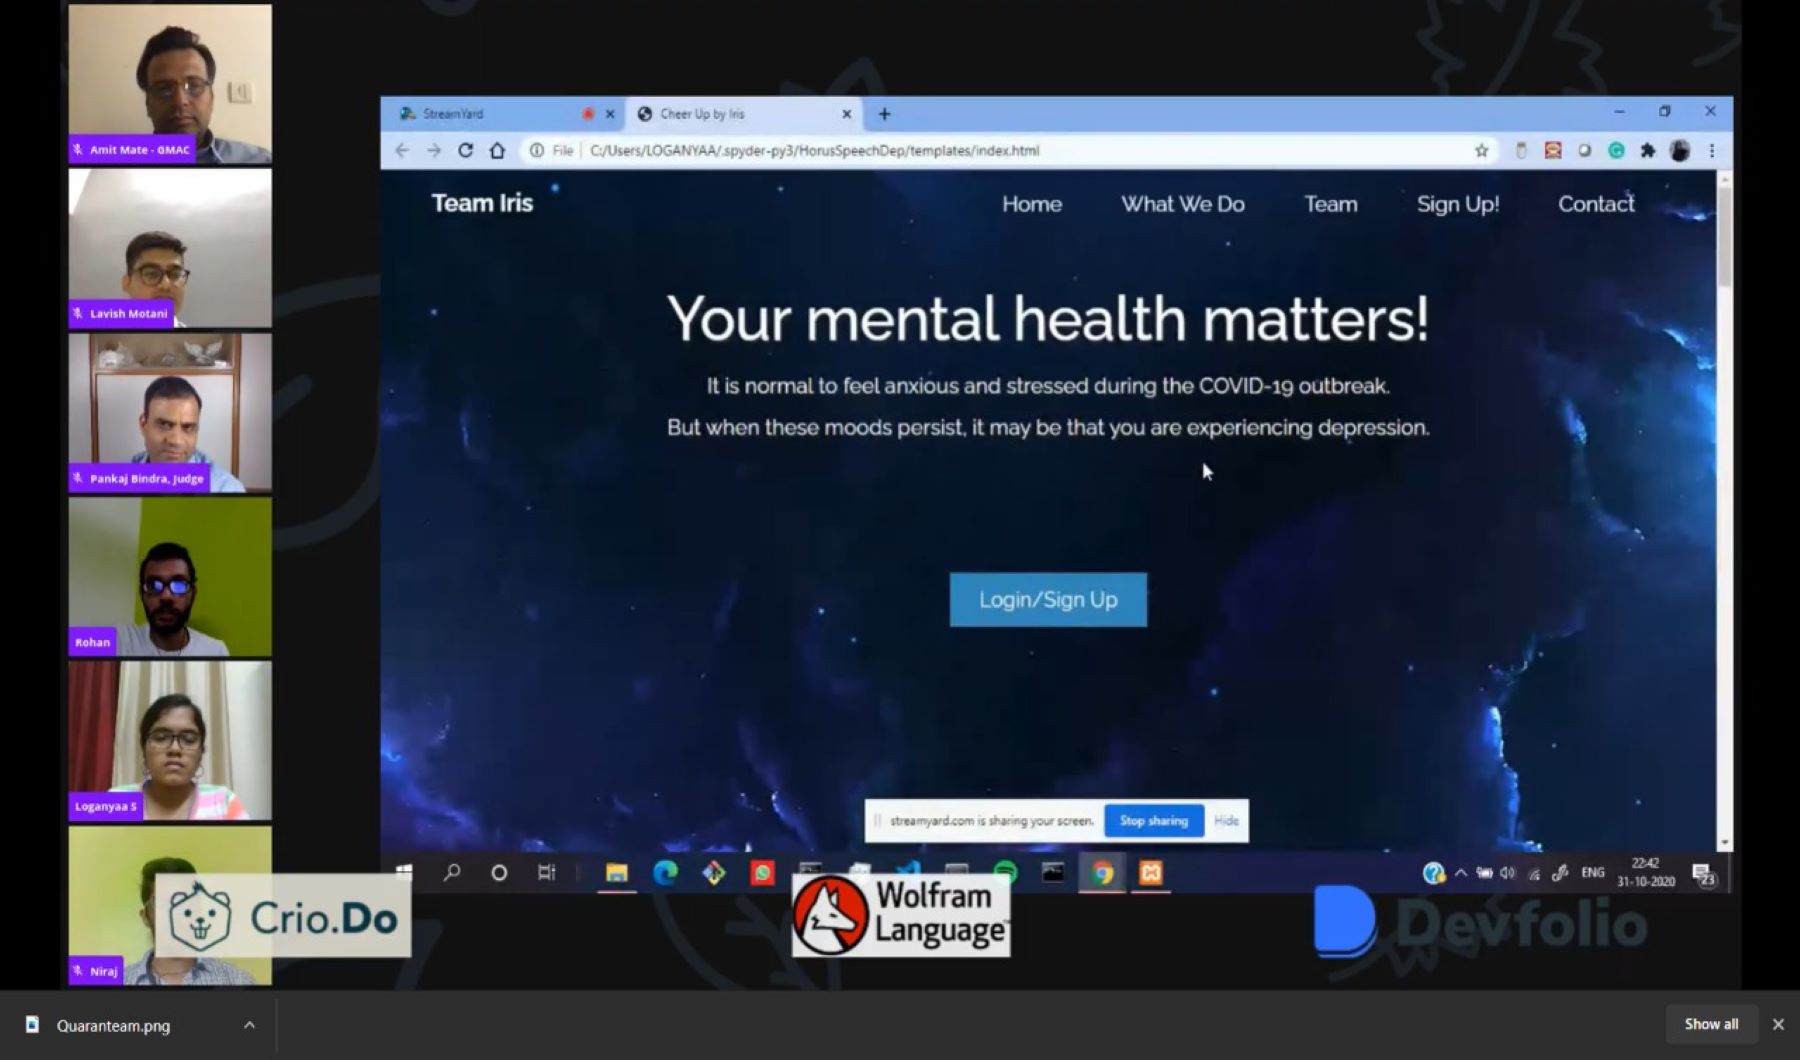 Amit Mate - GMAC
Lavish Motani
Pankaj Bindra, Judge
Rohan
Loganyaa S
Niraj
StreamYard
Cheer Up by Iris
File
C:/Users/LOGANYAA/.spyder-py3/HorusSpeechDep/templates/index.html
Team Iris
Home
What We Do
Team
Sign Up!
Contact
Your mental health matters!
It is normal to feel anxious and stressed during the COVID-19 outbreak.
But when these moods persist, it may be that you are experiencing depression.
Login/Sign Up
streamyard.com is sharing your screen.
Stop sharing
Hide
ENG
22:42
31-10-2020
23
Crio.Do
Wolfram
Language
Devfolio
Quaranteam.png
Show all